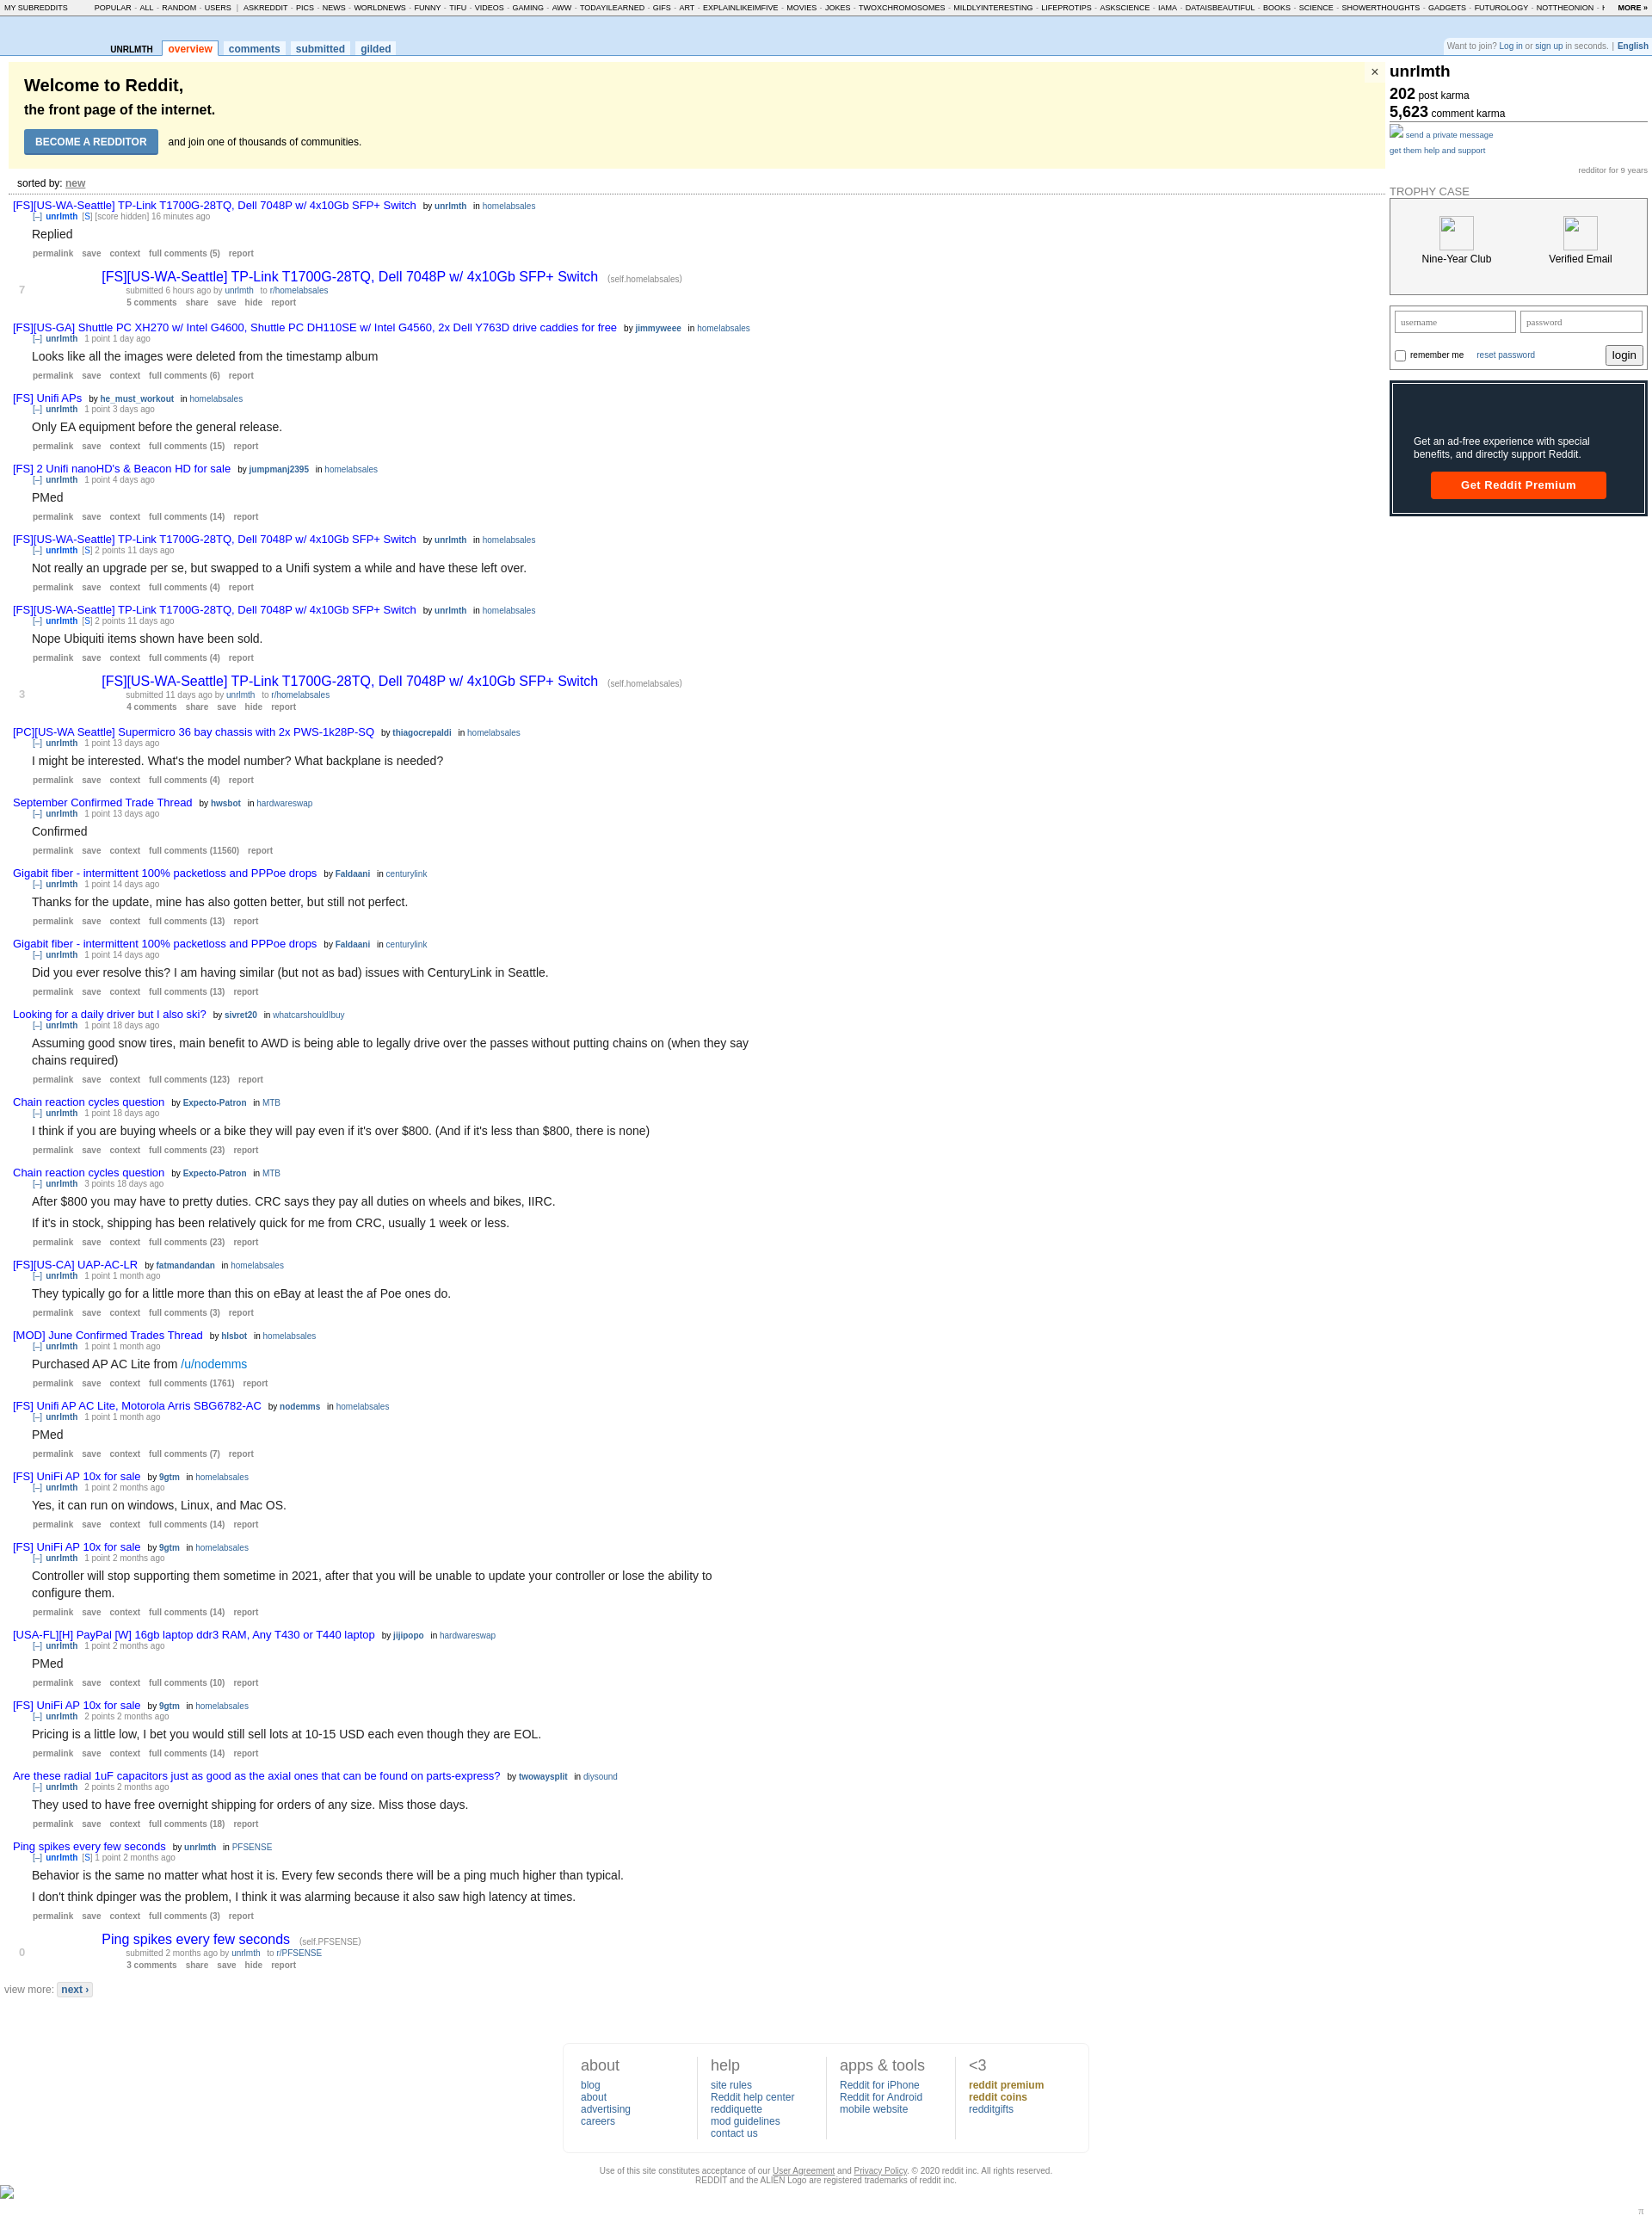 MY SUBREDDITS POPULAR - ALL - RANDOM - USERS | ASKREDDIT - PICS - NEWS - WORLDNEWS - FUNNY - TIFU - VIDEOS - GAMING - AWW - TODAYILEARNED - GIFS - ART - EXPLAINLIKEIMFIVE - MOVIES - JOKES - TWOXCHROMOSOMES - MILDLYINTERESTING - LIFEPROTIPS - ASKSCIENCE - IAMA - DATAISBEAUTIFUL - BOOKS - SCIENCE - SHOWERTHOUGHTS - GADGETS - FUTUROLOGY - NOTTHEONION - MORE »
UNRLMTH overview comments submitted gilded
Want to join? Log in or sign up in seconds. | English
Welcome to Reddit,
the front page of the internet.
BECOME A REDDITOR and join one of thousands of communities.
×
sorted by: new
[FS][US-WA-Seattle] TP-Link T1700G-28TQ, Dell 7048P w/ 4x10Gb SFP+ Switch by unrlmth in homelabsales
[–] unrlmth [S] [score hidden] 16 minutes ago
Replied
permalink save context full comments (5) report
[FS][US-WA-Seattle] TP-Link T1700G-28TQ, Dell 7048P w/ 4x10Gb SFP+ Switch (self.homelabsales)
7
submitted 6 hours ago by unrlmth to r/homelabsales
5 comments share save hide report
[FS][US-GA] Shuttle PC XH270 w/ Intel G4600, Shuttle PC DH110SE w/ Intel G4560, 2x Dell Y763D drive caddies for free by jimmyweee in homelabsales
[–] unrlmth 1 point 1 day ago
Looks like all the images were deleted from the timestamp album
permalink save context full comments (6) report
[FS] Unifi APs by he_must_workout in homelabsales
[–] unrlmth 1 point 3 days ago
Only EA equipment before the general release.
permalink save context full comments (15) report
[FS] 2 Unifi nanoHD's & Beacon HD for sale by jumpmanj2395 in homelabsales
[–] unrlmth 1 point 4 days ago
PMed
permalink save context full comments (14) report
[FS][US-WA-Seattle] TP-Link T1700G-28TQ, Dell 7048P w/ 4x10Gb SFP+ Switch by unrlmth in homelabsales
[–] unrlmth [S] 2 points 11 days ago
Not really an upgrade per se, but swapped to a Unifi system a while and have these left over.
permalink save context full comments (4) report
[FS][US-WA-Seattle] TP-Link T1700G-28TQ, Dell 7048P w/ 4x10Gb SFP+ Switch by unrlmth in homelabsales
[–] unrlmth [S] 2 points 11 days ago
Nope Ubiquiti items shown have been sold.
permalink save context full comments (4) report
[FS][US-WA-Seattle] TP-Link T1700G-28TQ, Dell 7048P w/ 4x10Gb SFP+ Switch (self.homelabsales)
3
submitted 11 days ago by unrlmth to r/homelabsales
4 comments share save hide report
[PC][US-WA Seattle] Supermicro 36 bay chassis with 2x PWS-1k28P-SQ by thiagocrepaldi in homelabsales
[–] unrlmth 1 point 13 days ago
I might be interested. What's the model number? What backplane is needed?
permalink save context full comments (4) report
September Confirmed Trade Thread by hwsbot in hardwareswap
[–] unrlmth 1 point 13 days ago
Confirmed
permalink save context full comments (11560) report
Gigabit fiber - intermittent 100% packetloss and PPPoe drops by Faldaani in centurylink
[–] unrlmth 1 point 14 days ago
Thanks for the update, mine has also gotten better, but still not perfect.
permalink save context full comments (13) report
Gigabit fiber - intermittent 100% packetloss and PPPoe drops by Faldaani in centurylink
[–] unrlmth 1 point 14 days ago
Did you ever resolve this? I am having similar (but not as bad) issues with CenturyLink in Seattle.
permalink save context full comments (13) report
Looking for a daily driver but I also ski? by sivret20 in whatcarshouldIbuy
[–] unrlmth 1 point 18 days ago
Assuming good snow tires, main benefit to AWD is being able to legally drive over the passes without putting chains on (when they say
chains required)
permalink save context full comments (123) report
Chain reaction cycles question by Expecto-Patron in MTB
[–] unrlmth 1 point 18 days ago
I think if you are buying wheels or a bike they will pay even if it's over $800. (And if it's less than $800, there is none)
permalink save context full comments (23) report
Chain reaction cycles question by Expecto-Patron in MTB
[–] unrlmth 3 points 18 days ago
After $800 you may have to pretty duties. CRC says they pay all duties on wheels and bikes, IIRC.
If it's in stock, shipping has been relatively quick for me from CRC, usually 1 week or less.
permalink save context full comments (23) report
[FS][US-CA] UAP-AC-LR by fatmandandan in homelabsales
[–] unrlmth 1 point 1 month ago
They typically go for a little more than this on eBay at least the af Poe ones do.
permalink save context full comments (3) report
[MOD] June Confirmed Trades Thread by hlsbot in homelabsales
[–] unrlmth 1 point 1 month ago
Purchased AP AC Lite from /u/nodemms
permalink save context full comments (1761) report
[FS] Unifi AP AC Lite, Motorola Arris SBG6782-AC by nodemms in homelabsales
[–] unrlmth 1 point 1 month ago
PMed
permalink save context full comments (7) report
[FS] UniFi AP 10x for sale by 9gtm in homelabsales
[–] unrlmth 1 point 2 months ago
Yes, it can run on windows, Linux, and Mac OS.
permalink save context full comments (14) report
[FS] UniFi AP 10x for sale by 9gtm in homelabsales
[–] unrlmth 1 point 2 months ago
Controller will stop supporting them sometime in 2021, after that you will be unable to update your controller or lose the ability to
configure them.
permalink save context full comments (14) report
[USA-FL][H] PayPal [W] 16gb laptop ddr3 RAM, Any T430 or T440 laptop by jijipopo in hardwareswap
[–] unrlmth 1 point 2 months ago
PMed
permalink save context full comments (10) report
[FS] UniFi AP 10x for sale by 9gtm in homelabsales
[–] unrlmth 2 points 2 months ago
Pricing is a little low, I bet you would still sell lots at 10-15 USD each even though they are EOL.
permalink save context full comments (14) report
Are these radial 1uF capacitors just as good as the axial ones that can be found on parts-express? by twowaysplit in diysound
[–] unrlmth 2 points 2 months ago
They used to have free overnight shipping for orders of any size. Miss those days.
permalink save context full comments (18) report
Ping spikes every few seconds by unrlmth in PFSENSE
[–] unrlmth [S] 1 point 2 months ago
Behavior is the same no matter what host it is. Every few seconds there will be a ping much higher than typical.
I don't think dpinger was the problem, I think it was alarming because it also saw high latency at times.
permalink save context full comments (3) report
Ping spikes every few seconds (self.PFSENSE)
0
submitted 2 months ago by unrlmth to r/PFSENSE
3 comments share save hide report
view more: next ›
unrlmth
202 post karma
5,623 comment karma
send a private message
get them help and support
redditor for 9 years
TROPHY CASE
Nine-Year Club Verified Email
username password
remember me reset password login
Get an ad-free experience with special
benefits, and directly support Reddit.
Get Reddit Premium
about
blog
about
advertising
careers
help
site rules
Reddit help center
reddiquette
mod guidelines
contact us
apps & tools
Reddit for iPhone
Reddit for Android
mobile website
<3
reddit premium
reddit coins
redditgifts
Use of this site constitutes acceptance of our User Agreement and Privacy Policy. © 2020 reddit inc. All rights reserved.
REDDIT and the ALIEN Logo are registered trademarks of reddit inc.
π